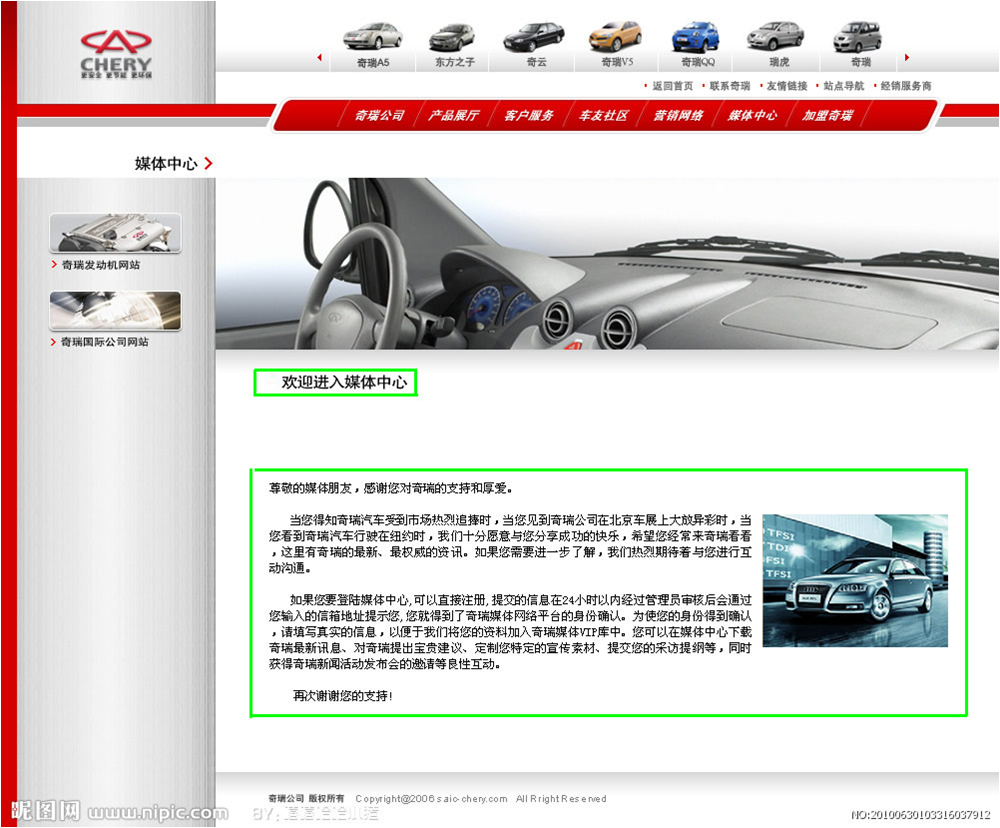 CHERY
更安全 更节能 更环保
奇瑞A5
东方之子
奇云
奇瑞V5
奇瑞QQ
瑞虎
奇瑞
返回首页
联系奇瑞
友情链接
站点导航
经销服务商
奇瑞公司
产品展厅
客户服务
车友社区
营销网络
媒体中心
加盟奇瑞
媒体中心
奇瑞发动机网站
奇瑞国际公司网站
欢迎进入媒体中心
尊敬的媒体朋友，感谢您对奇瑞的支持和厚爱。
当您得知奇瑞汽车受到市场热烈追捧时，当您见到奇瑞公司在北京车展上大放异彩时，当
您看到奇瑞汽车行驶在纽约时，我们十分愿意与您分享成功的快乐，希望您经常来奇瑞看看
，这里有奇瑞的最新、最权威的资讯。如果您需要进一步了解，我们热烈期待着与您进行互
动沟通。
如果您要登陆媒体中心,可以直接注册,提交的信息在24小时以内经过管理员审核后会通过
您输入的信箱地址提示您,您就得到了奇瑞媒体网络平台的身份确认。为使您的身份得到确认
，请填写真实的信息，以便于我们将您的资料加入奇瑞媒体VIP库中。您可以在媒体中心下载
奇瑞最新讯息、对奇瑞提出宝贵建议、定制您特定的宣传素材、提交您的采访提纲等，同时
获得奇瑞新闻活动发布会的邀请等良性互动。
再次谢谢您的支持!
TFSI
TDI
TFSI
TFSI
奇瑞公司 版权所有 Copyright@2006 saic-chery.com All Rright Reserved
昵图网 www.nipic.com
NO:20100630103316037912